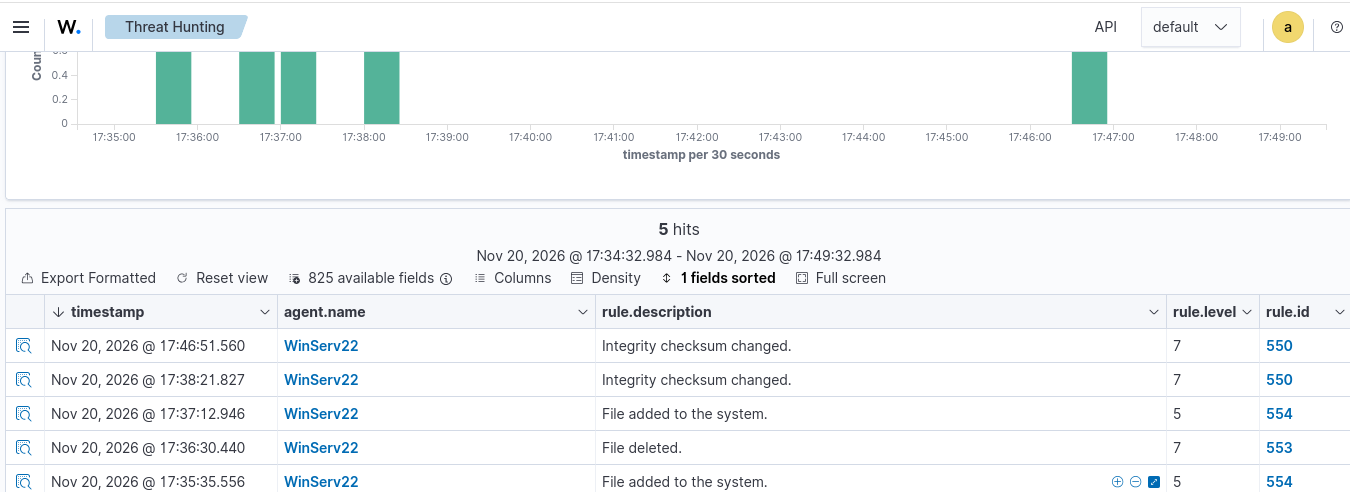 W. Threat Hunting API default a
Coun
0.4
0.2
0
17:35:00 17:36:00 17:37:00 17:38:00 17:39:00 17:40:00 17:41:00 17:42:00 17:43:00 17:44:00 17:45:00 17:46:00 17:47:00 17:48:00 17:49:00
timestamp per 30 seconds
5 hits
Nov 20, 2026 @ 17:34:32.984 - Nov 20, 2026 @ 17:49:32.984
Export Formatted Reset view 825 available fields Columns Density 1 fields sorted Full screen
timestamp agent.name rule.description rule.level rule.id
Nov 20, 2026 @ 17:46:51.560 WinServ22 Integrity checksum changed. 7 550
Nov 20, 2026 @ 17:38:21.827 WinServ22 Integrity checksum changed. 7 550
Nov 20, 2026 @ 17:37:12.946 WinServ22 File added to the system. 5 554
Nov 20, 2026 @ 17:36:30.440 WinServ22 File deleted. 7 553
Nov 20, 2026 @ 17:35:35.556 WinServ22 File added to the system. 5 554